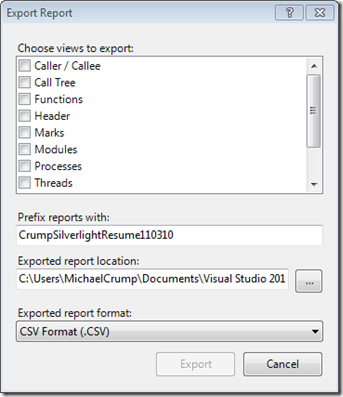 Export Report
Choose views to export:
Caller / Callee
Call Tree
Functions
Header
Marks
Modules
Processes
Threads
Prefix reports with:
CrumpSilverlightResume110310
Exported report location:
C:\Users\MichaelCrump\Documents\Visual Studio 201
...
Exported report format:
CSV Format (.CSV)
Export
Cancel